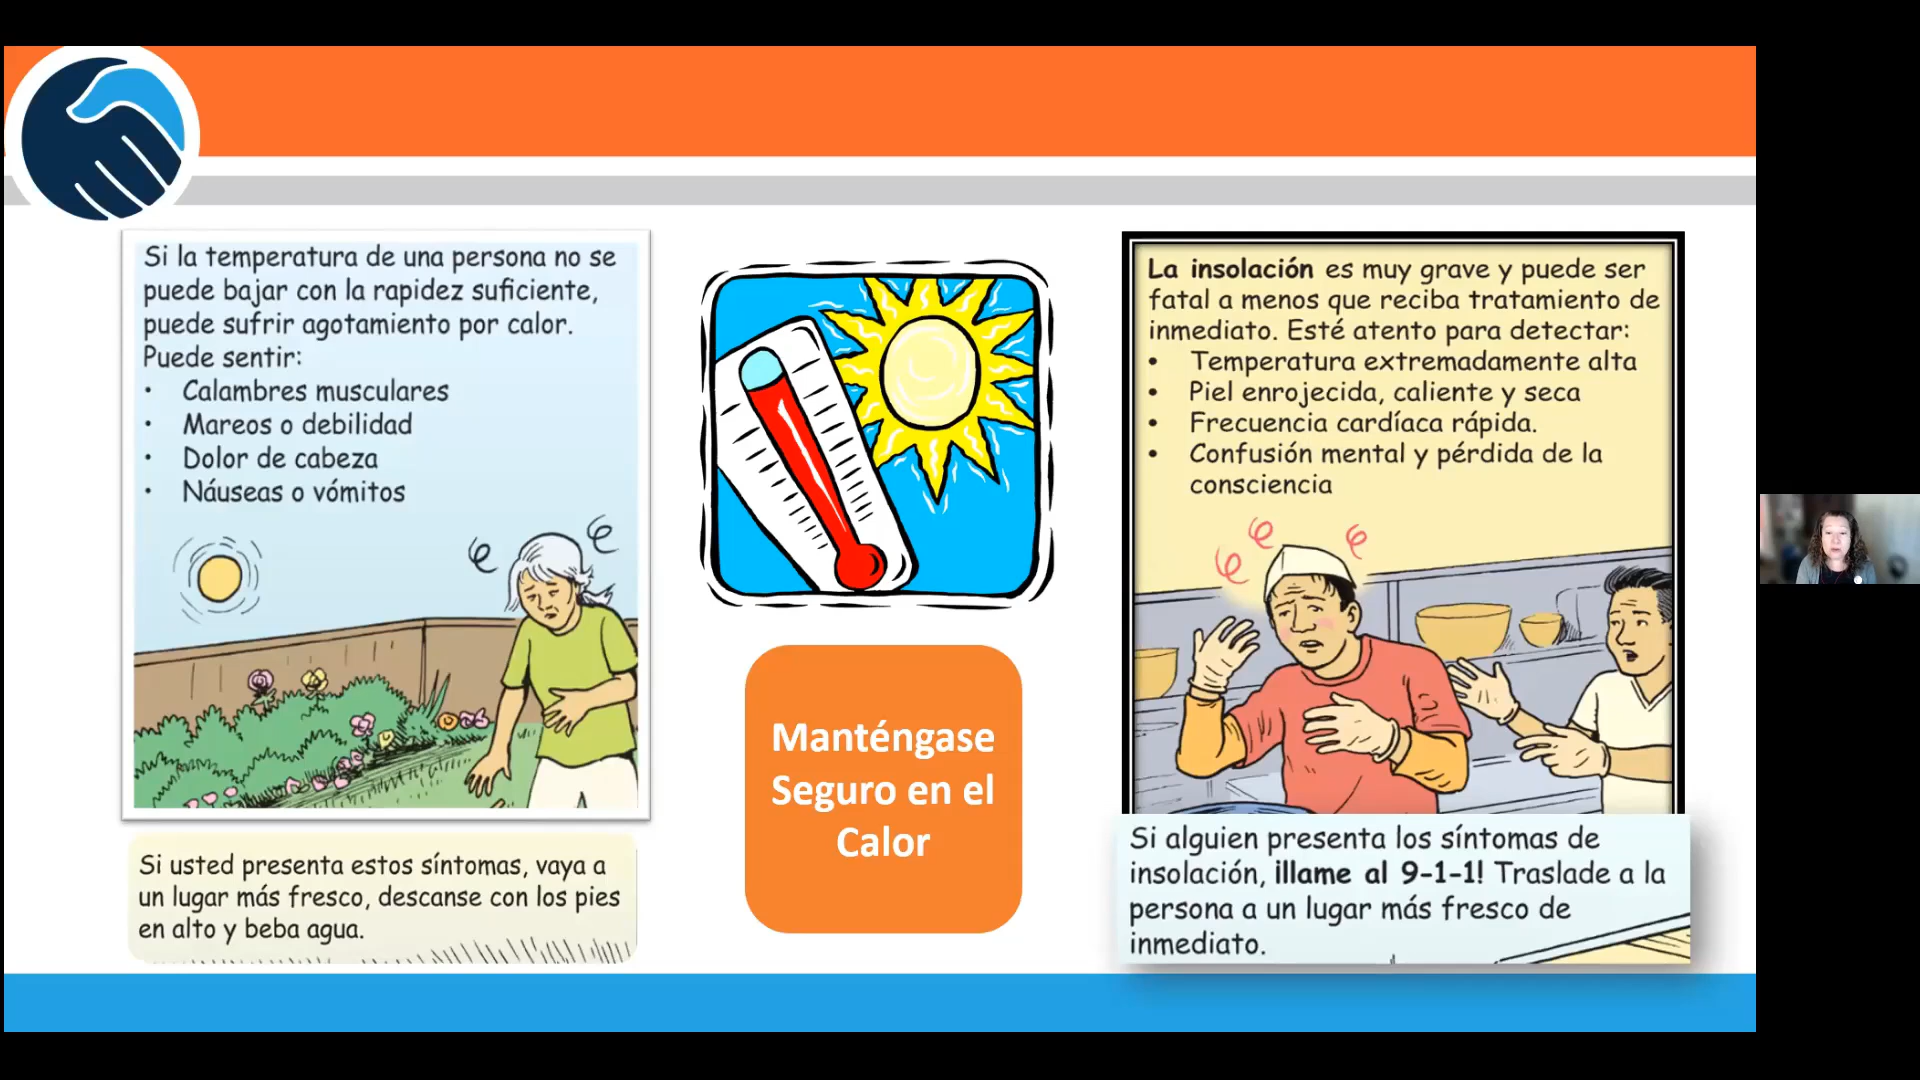 Si la temperatura de una persona no se
puede bajar con la rapidez suficiente,
puede sufrir agotamiento por calor.
Puede sentir:
• Calambres musculares
• Mareos o debilidad
• Dolor de cabeza
• Náuseas o vómitos
Si usted presenta estos síntomas, vaya a
un lugar más fresco, descanse con los pies
en alto y beba agua.
Manténgase
Seguro en el
Calor
La insolación es muy grave y puede ser
fatal a menos que reciba tratamiento de
inmediato. Esté atento para detectar:
• Temperatura extremadamente alta
• Piel enrojecida, caliente y seca
• Frecuencia cardíaca rápida.
• Confusión mental y pérdida de la
consciencia
Si alguien presenta los síntomas de
insolación, ¡llame al 9-1-1! Traslade a la
persona a un lugar más fresco de
inmediato.